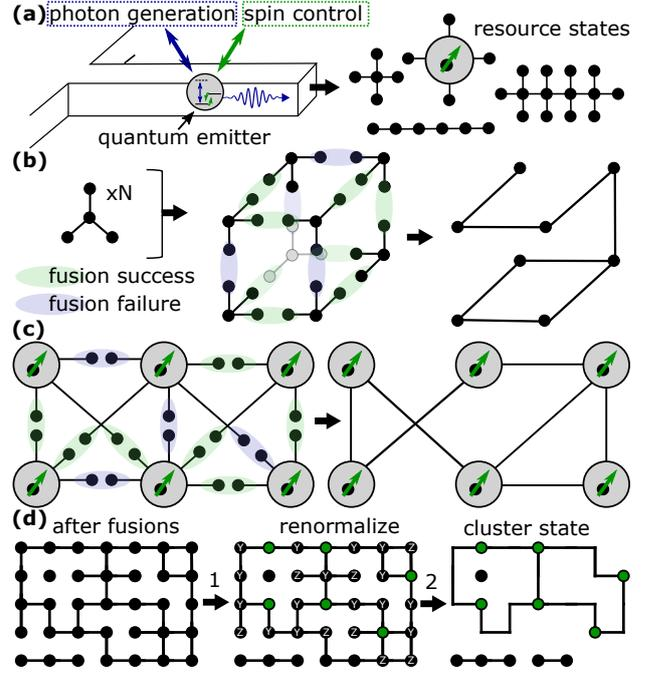 (a) photon generation spin control
resource states
quantum emitter
(b)
xN
fusion success
fusion failure
(c)
(d) after fusions renormalize cluster state
Y Y Y Y Z
1
Z Y Z Z
2
Y Y Y Y Y
Z Y Y Y Y Y
Z Z